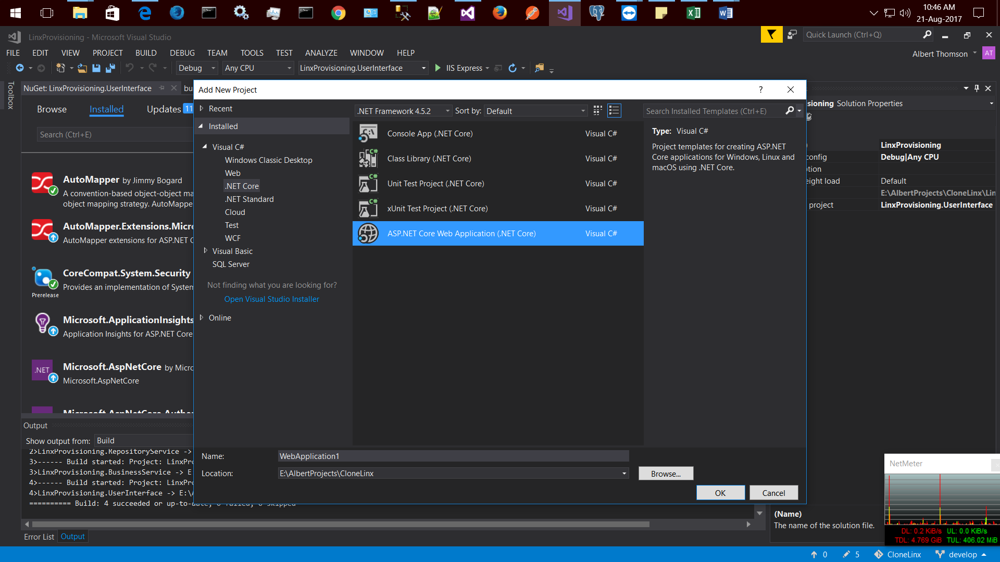 10:46 AM
21-Aug-2017
LinxProvisioning - Microsoft Visual Studio
Quick Launch (Ctrl+Q)
FILE EDIT VIEW PROJECT BUILD DEBUG TEAM TOOLS TEST ANALYZE WINDOW HELP
Albert Thomson AT
Debug Any CPU LinxProvisioning.UserInterface IIS Express
Toolbox
NuGet: LinxProvisioning.UserInterface bu
Browse Installed Updates 11
Search (Ctrl+E)
AutoMapper by Jimmy Bogard
A convention-based object-object ma
object mapping strategy. AutoMappe
AutoMapper.Extensions.Micro
AutoMapper extensions for ASP.NET C
CoreCompat.System.Security
Provides an implementation of System
Prerelease
Microsoft.ApplicationInsights
Application Insights for ASP.NET Core
.NET
Microsoft.AspNetCore by Micro
Microsoft.AspNetCore
Microsoft.AspNetCore.Authe
Add New Project
?
Recent
Installed
Visual C#
Windows Classic Desktop
Web
.NET Core
.NET Standard
Cloud
Test
WCF
Visual Basic
SQL Server
Not finding what you are looking for?
Open Visual Studio Installer
Online
.NET Framework 4.5.2 Sort by: Default
Search Installed Templates (Ctrl+E)
Console App (.NET Core) Visual C#
Class Library (.NET Core) Visual C#
Unit Test Project (.NET Core) Visual C#
xUnit Test Project (.NET Core) Visual C#
ASP.NET Core Web Application (.NET Core) Visual C#
Type: Visual C#
Project templates for creating ASP.NET
Core applications for Windows, Linux and
macOS using .NET Core.
Name: WebApplication1
Location: E:\AlbertProjects\CloneLinx
Browse...
OK Cancel
sioning Solution Properties
LinxProvisioning
config Debug|Any CPU
ption
eight load Default
E:\AlbertProjects\CloneLinx\Lin
project LinxProvisioning.UserInterface
Output
Show output from: Build
2>LinxProvisioning.RepositoryService ->
3>------ Build started: Project: LinxPro
3>LinxProvisioning.BusinessService -> E
4>------ Build started: Project: LinxPro
4>LinxProvisioning.UserInterface -> E:\A
========== Build: 4 succeeded or up-to-date, 0 failed, 0 skipped
Error List Output
(Name)
The name of the solution file.
NetMeter
DL: 0.2 KiB/s UL: 0.0 KiB/s
TDL: 4.769 GiB TUL: 406.02 MiB
0 5 CloneLinx develop